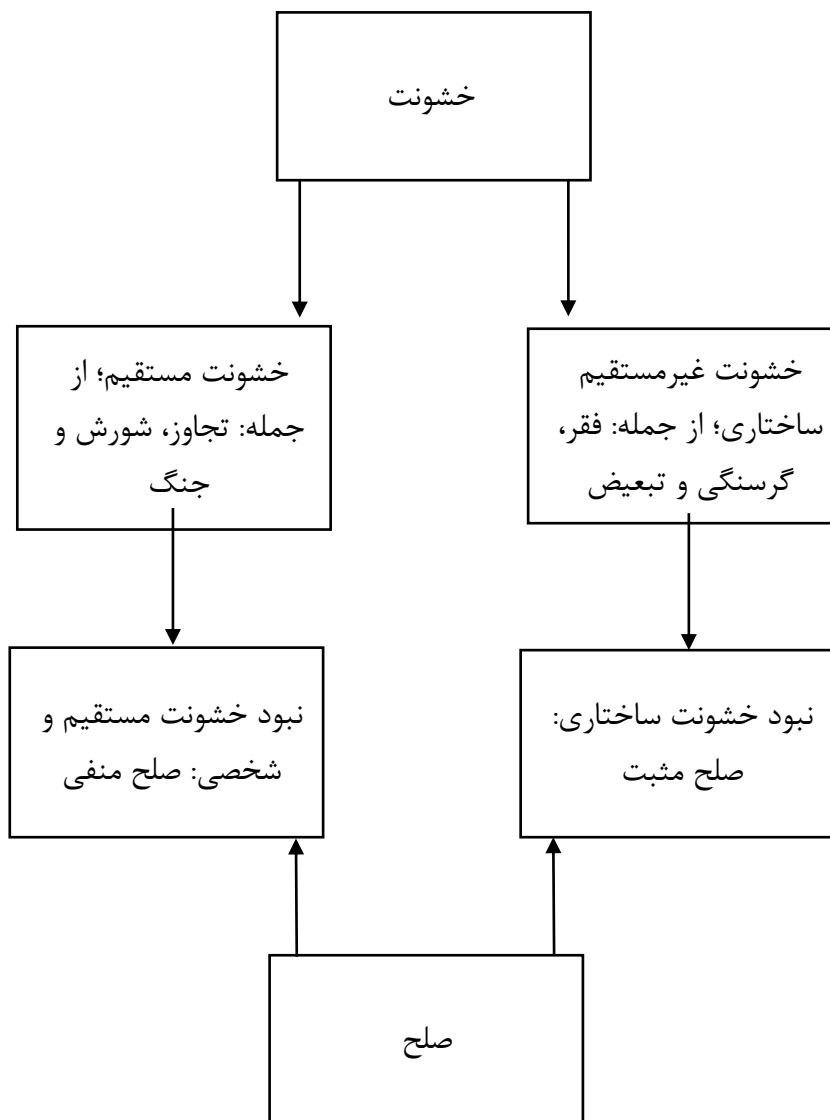 خشونت
خشونت غیرمستقیم
ساختاری؛ از جمله: فقر،
گرسنگی و تبعیض
خشونت مستقیم؛ از
جمله: تجاوز، شورش و
جنگ
نبود خشونت ساختاری:
صلح مثبت
نبود خشونت مستقیم و
شخصی: صلح منفی
صلح